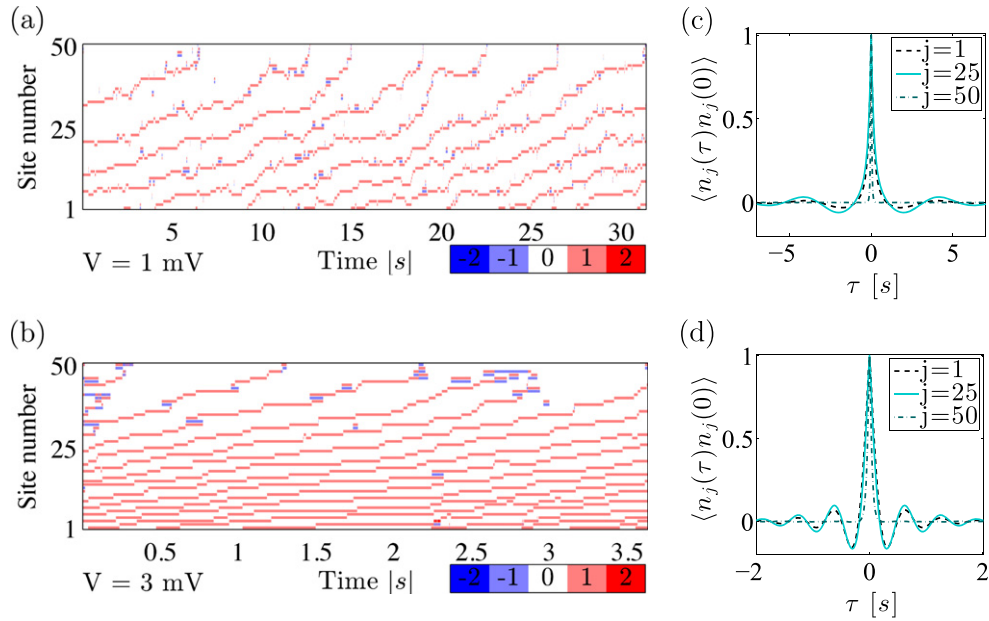 (a)
50
25
1
Site number
5 10 15 20 25 30
V = 1 mV Time |s| -2 -1 0 1 2
(b)
50
25
1
Site number
0.5 1 1.5 2 2.5 3 3.5
V = 3 mV Time |s| -2 -1 0 1 2
(c)
1
0.5
0
⟨n_j(τ)n_j(0)⟩
j=1
j=25
j=50
−5 0 5
τ [s]
(d)
1
0.5
0
⟨n_j(τ)n_j(0)⟩
j=1
j=25
j=50
−2 0 2
τ [s]